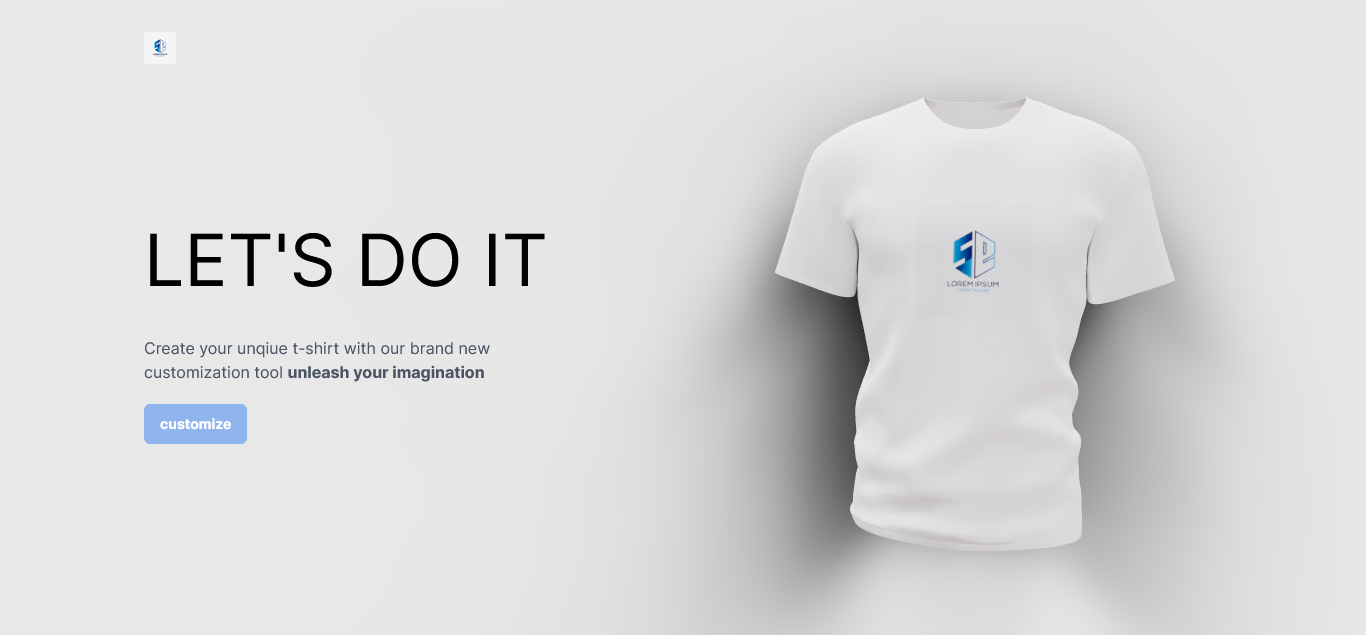 LET'S DO IT
Create your unqiue t-shirt with our brand new
customization tool unleash your imagination
customize
LOREM IPSUM